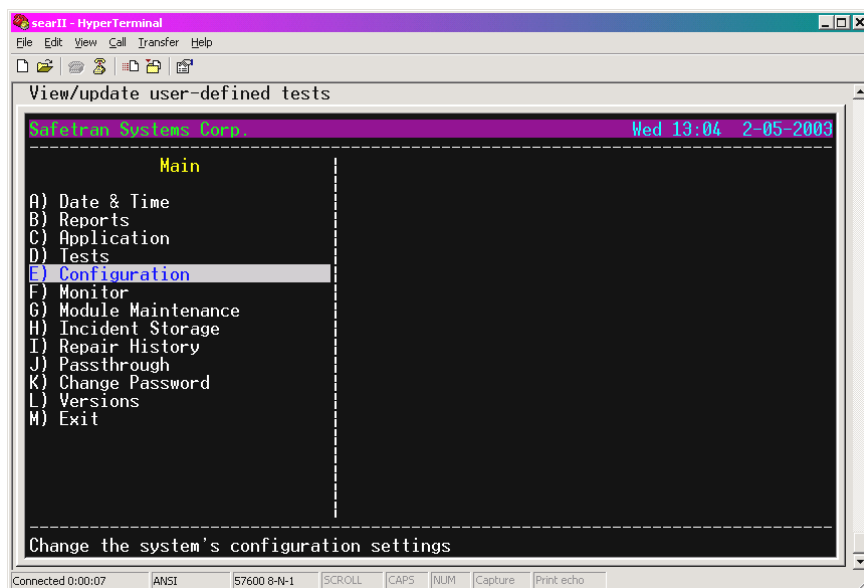 searII - HyperTerminal
File Edit View Call Transfer Help
View/update user-defined tests
Safetran Systems Corp. Wed 13:04 2-05-2003
Main
A) Date & Time
B) Reports
C) Application
D) Tests
E) Configuration
F) Monitor
G) Module Maintenance
H) Incident Storage
I) Repair History
J) Passthrough
K) Change Password
L) Versions
M) Exit
Change the system's configuration settings
Connected 0:00:07 ANSI 57600 8-N-1 SCROLL CAPS NUM Capture Print echo